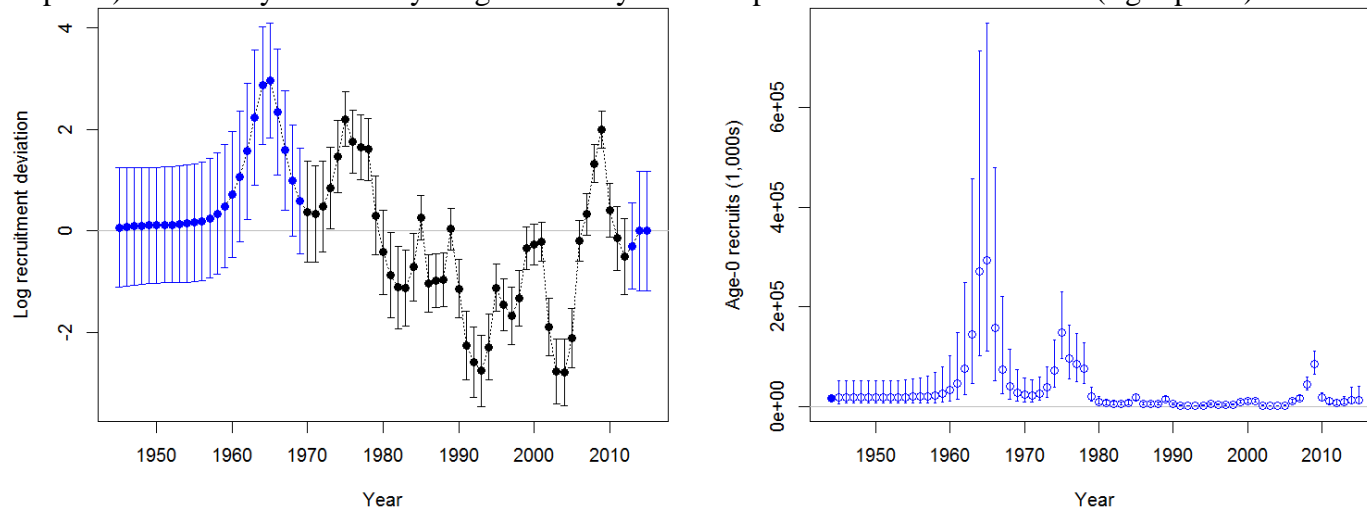 Log recruitment deviation
4
2
0
-2
1950 1960 1970 1980 1990 2000 2010
Year
Age-0 recruits (1,000s)
6e+05
4e+05
2e+05
0e+00
1950 1960 1970 1980 1990 2000 2010
Year